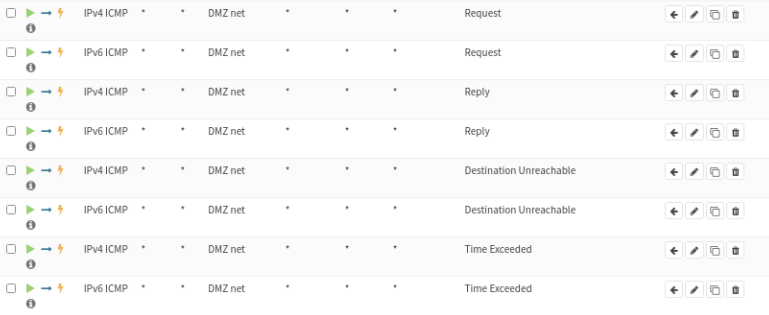 IPv4 ICMP * * DMZ net * * * Request
IPv6 ICMP * * DMZ net * * * Request
IPv4 ICMP * * DMZ net * * * Reply
IPv6 ICMP * * DMZ net * * * Reply
IPv4 ICMP * * DMZ net * * * Destination Unreachable
IPv6 ICMP * * DMZ net * * * Destination Unreachable
IPv4 ICMP * * DMZ net * * * Time Exceeded
IPv6 ICMP * * DMZ net * * * Time Exceeded